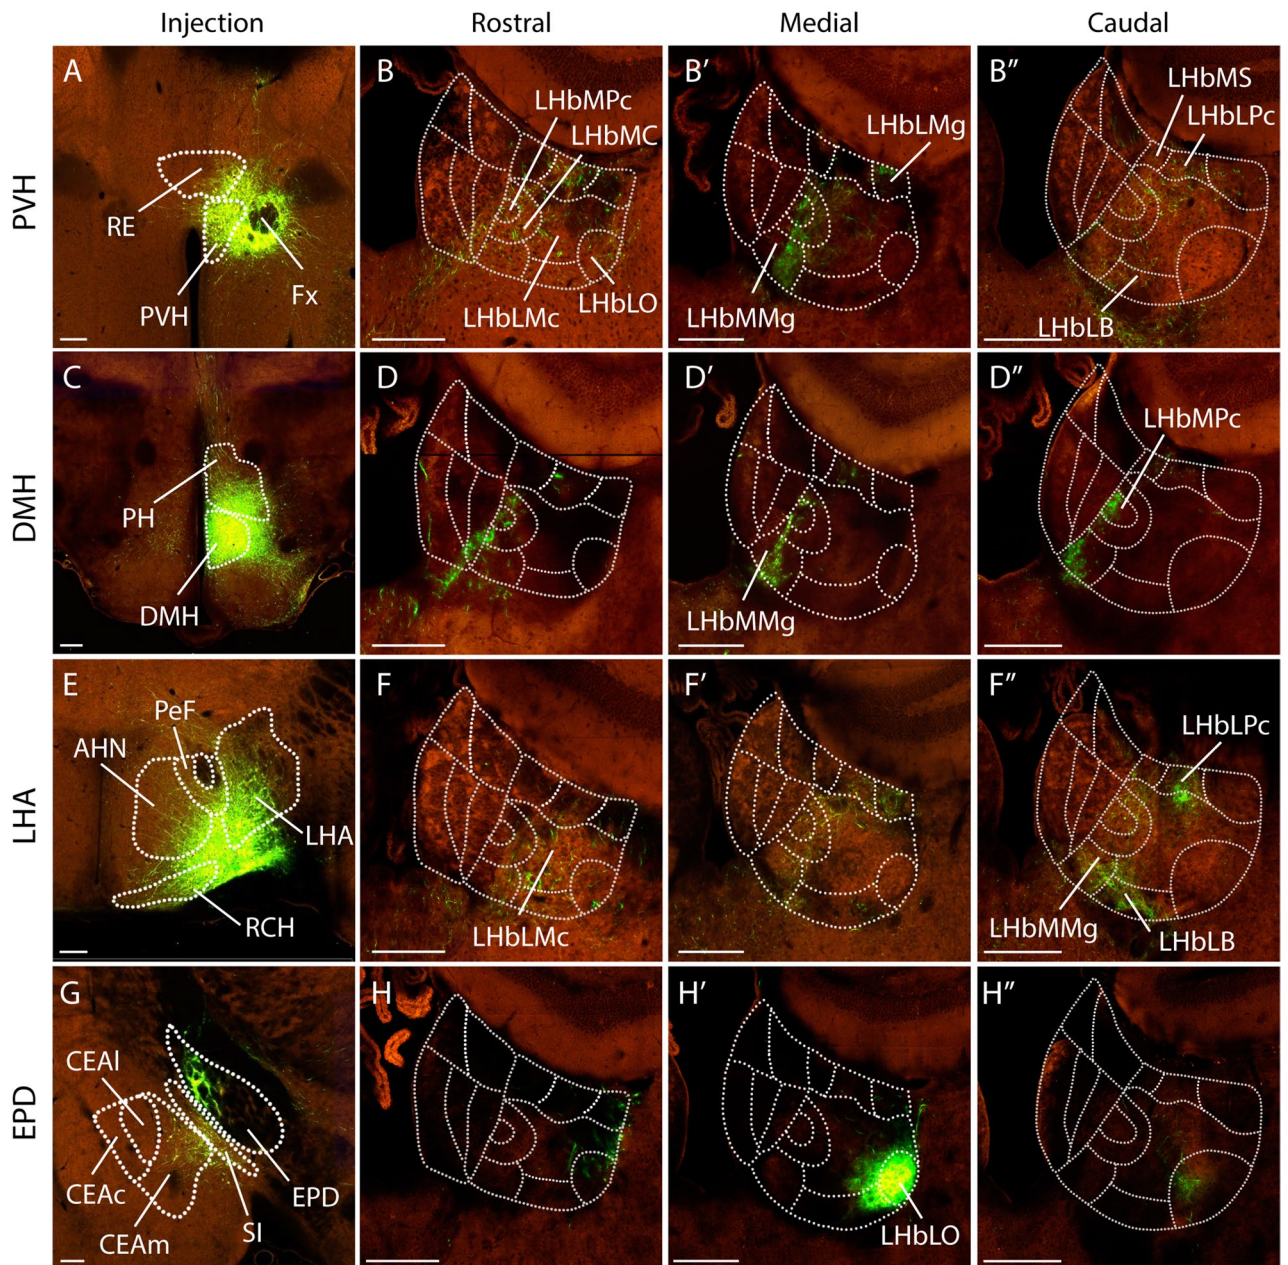 Injection
Rostral
Medial
Caudal
PVH
A
RE
PVH
Fx
B
LHbMPc
LHbMC
LHbLMc
LHbLO
B′
LHbLMg
LHbMMg
B″
LHbMS
LHbLPc
LHbLB
DMH
C
PH
DMH
D
D′
LHbMMg
D″
LHbMPc
LHA
E
PeF
AHN
LHA
RCH
F
LHbLMc
F′
F″
LHbLPc
LHbMMg
LHbLB
EPD
G
CEAl
CEAc
CEAm
SI
EPD
H
H′
LHbLO
H″